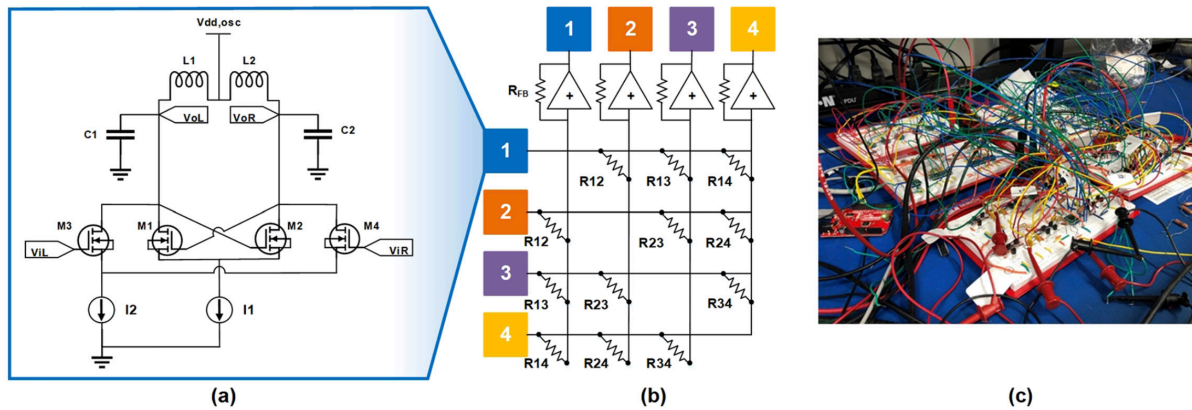 Vdd,osc
L1 L2
VoL VoR
C1 C2
M3 M1 M2 M4
ViL ViR
I2 I1
(a)
1 2 3 4
RFB
+ + + +
1
R12 R13 R14
2
R12 R23 R24
3
R13 R23 R34
4
R14 R24 R34
(b)
(c)